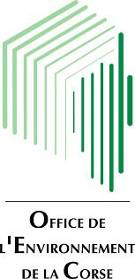 OFFICE DE
L'ENVIRONNEMENT
DE LA CORSE